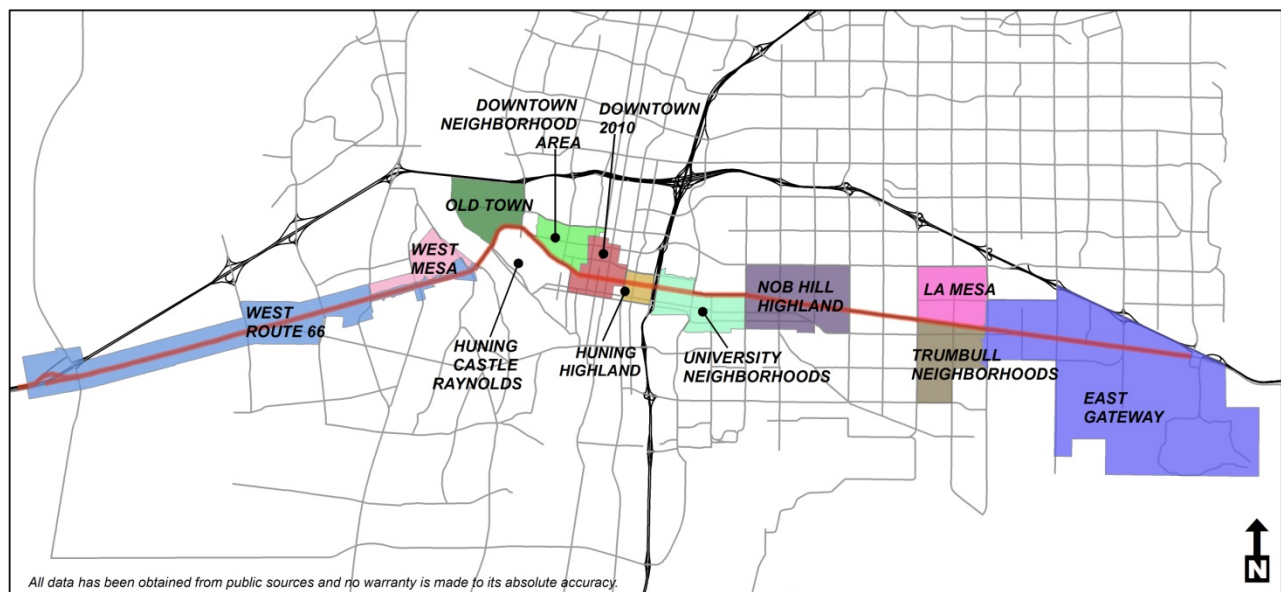 DOWNTOWN
NEIGHBORHOOD
AREA
DOWNTOWN
2010
OLD TOWN
WEST
MESA
WEST
ROUTE 66
HUNING
CASTLE
RAYNOLDS
HUNING
HIGHLAND
UNIVERSITY
NEIGHBORHOODS
NOB HILL
HIGHLAND
LA MESA
TRUMBULL
NEIGHBORHOODS
EAST
GATEWAY
N
All data has been obtained from public sources and no warranty is made to its absolute accuracy.